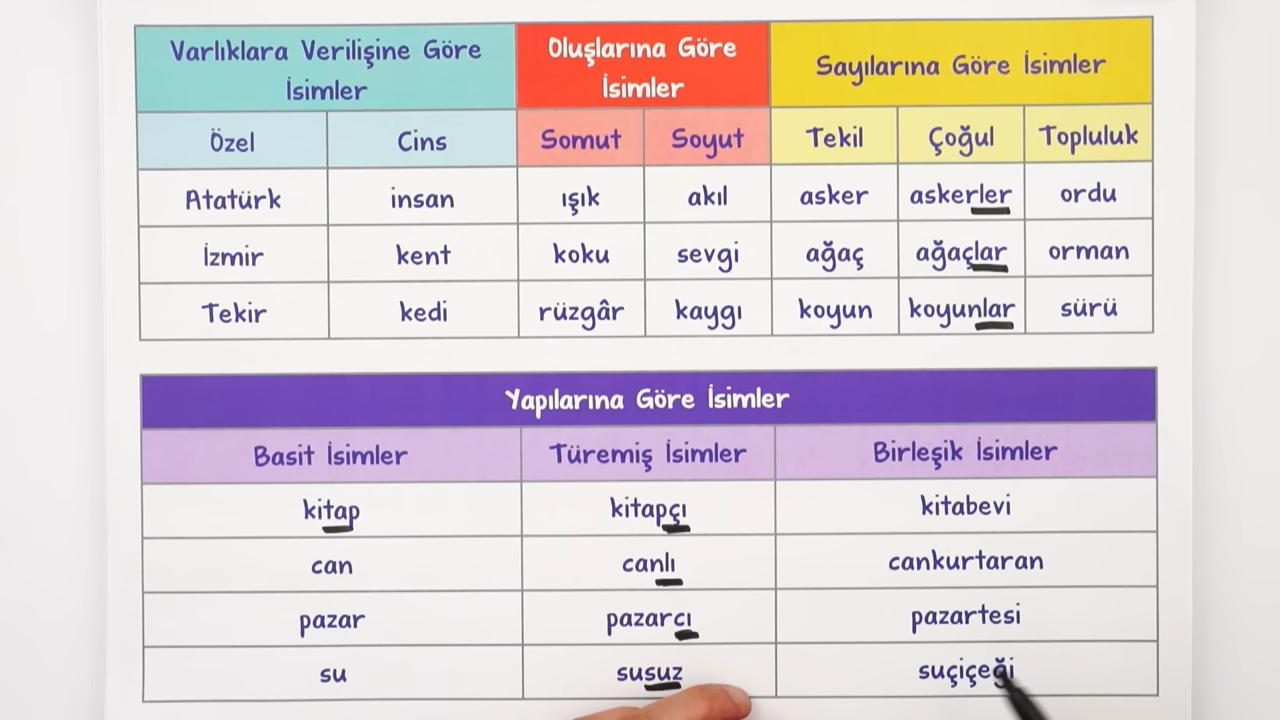 Varlıklara Verilişine Göre İsimler
Oluşlarına Göre İsimler
Sayılarına Göre İsimler
Özel Cins Somut Soyut Tekil Çoğul Topluluk
Atatürk insan ışık akıl asker askerler ordu
İzmir kent koku sevgi ağaç ağaçlar orman
Tekir kedi rüzgâr kaygı koyun koyunlar sürü
Yapılarına Göre İsimler
Basit İsimler Türemiş İsimler Birleşik İsimler
kitap kitapçı kitabevi
can canlı cankurtaran
pazar pazarcı pazartesi
su susuz suçiçeği